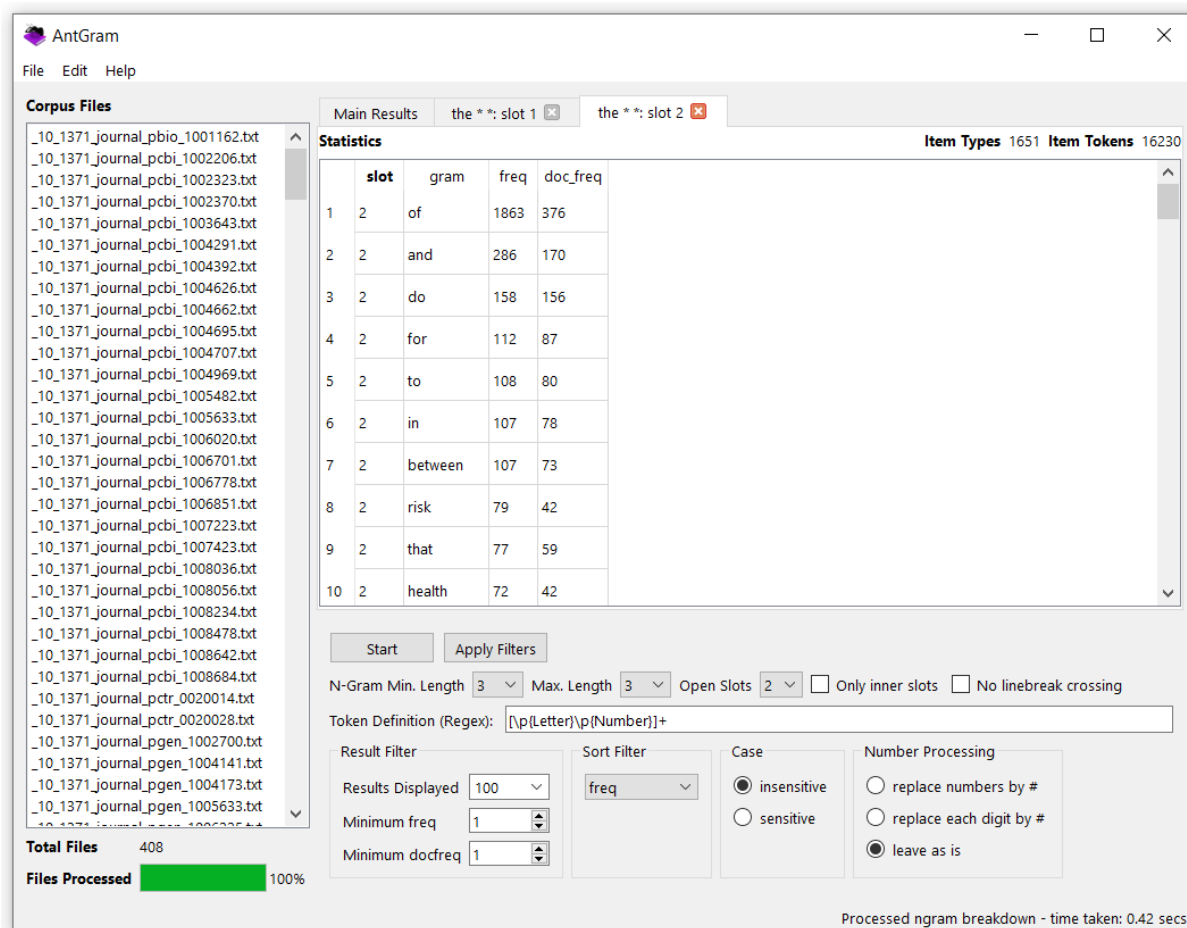 AntGram
File Edit Help
Corpus Files
_10_1371_journal_pbio_1001162.txt
_10_1371_journal_pcbi_1002206.txt
_10_1371_journal_pcbi_1002323.txt
_10_1371_journal_pcbi_1002370.txt
_10_1371_journal_pcbi_1003643.txt
_10_1371_journal_pcbi_1004291.txt
_10_1371_journal_pcbi_1004392.txt
_10_1371_journal_pcbi_1004626.txt
_10_1371_journal_pcbi_1004662.txt
_10_1371_journal_pcbi_1004695.txt
_10_1371_journal_pcbi_1004707.txt
_10_1371_journal_pcbi_1004969.txt
_10_1371_journal_pcbi_1005482.txt
_10_1371_journal_pcbi_1005633.txt
_10_1371_journal_pcbi_1006020.txt
_10_1371_journal_pcbi_1006701.txt
_10_1371_journal_pcbi_1006778.txt
_10_1371_journal_pcbi_1006851.txt
_10_1371_journal_pcbi_1007223.txt
_10_1371_journal_pcbi_1007423.txt
_10_1371_journal_pcbi_1008036.txt
_10_1371_journal_pcbi_1008056.txt
_10_1371_journal_pcbi_1008234.txt
_10_1371_journal_pcbi_1008478.txt
_10_1371_journal_pcbi_1008642.txt
_10_1371_journal_pcbi_1008684.txt
_10_1371_journal_pctr_0020014.txt
_10_1371_journal_pctr_0020028.txt
_10_1371_journal_pgen_1002700.txt
_10_1371_journal_pgen_1004141.txt
_10_1371_journal_pgen_1004173.txt
_10_1371_journal_pgen_1005633.txt
Total Files 408
Files Processed 100%
Main Results the * *: slot 1 the * *: slot 2
Statistics Item Types 1651 Item Tokens 16230
slot gram freq doc_freq
1 2 of 1863 376
2 2 and 286 170
3 2 do 158 156
4 2 for 112 87
5 2 to 108 80
6 2 in 107 78
7 2 between 107 73
8 2 risk 79 42
9 2 that 77 59
10 2 health 72 42
Start Apply Filters
N-Gram Min. Length 3 Max. Length 3 Open Slots 2 Only inner slots No linebreak crossing
Token Definition (Regex): [\p{Letter}\p{Number}]+
Result Filter
Results Displayed 100
Minimum freq 1
Minimum docfreq 1
Sort Filter
freq
Case
insensitive
sensitive
Number Processing
replace numbers by #
replace each digit by #
leave as is
Processed ngram breakdown - time taken: 0.42 secs